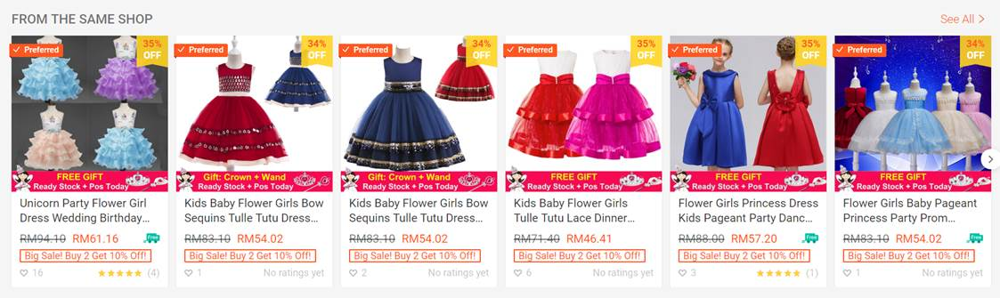 FROM THE SAME SHOP
See All
Preferred
35%
OFF
FREE GIFT
Ready Stock + Pos Today
Unicorn Party Flower Girl
Dress Wedding Birthday...
RM94.10 RM61.16
Free
Big Sale! Buy 2 Get 10% Off!
16
(4)
Preferred
34%
OFF
Gift: Crown + Wand
Ready Stock + Pos Today
Kids Baby Flower Girls Bow
Sequins Tulle Tutu Dress...
RM83.10 RM54.02
Big Sale! Buy 2 Get 10% Off!
1
No ratings yet
Preferred
34%
OFF
Gift: Crown + Wand
Ready Stock + Pos Today
Kids Baby Flower Girls Bow
Sequins Tulle Tutu Dress...
RM83.10 RM54.02
Big Sale! Buy 2 Get 10% Off!
2
No ratings yet
Preferred
35%
OFF
FREE GIFT
Ready Stock + Pos Today
Kids Baby Flower Girls
Tulle Tutu Lace Dinner...
RM71.40 RM46.41
Big Sale! Buy 2 Get 10% Off!
6
No ratings yet
Preferred
35%
OFF
FREE GIFT
Ready Stock + Pos Today
Flower Girls Princess Dress
Kids Pageant Party Danc...
RM88.00 RM57.20
Free
Big Sale! Buy 2 Get 10% Off!
3
(1)
Preferred
34%
OFF
FREE GIFT
Ready Stock + Pos Today
Flower Girls Baby Pageant
Princess Party Prom...
RM83.10 RM54.02
Free
Big Sale! Buy 2 Get 10% Off!
1
No ratings yet